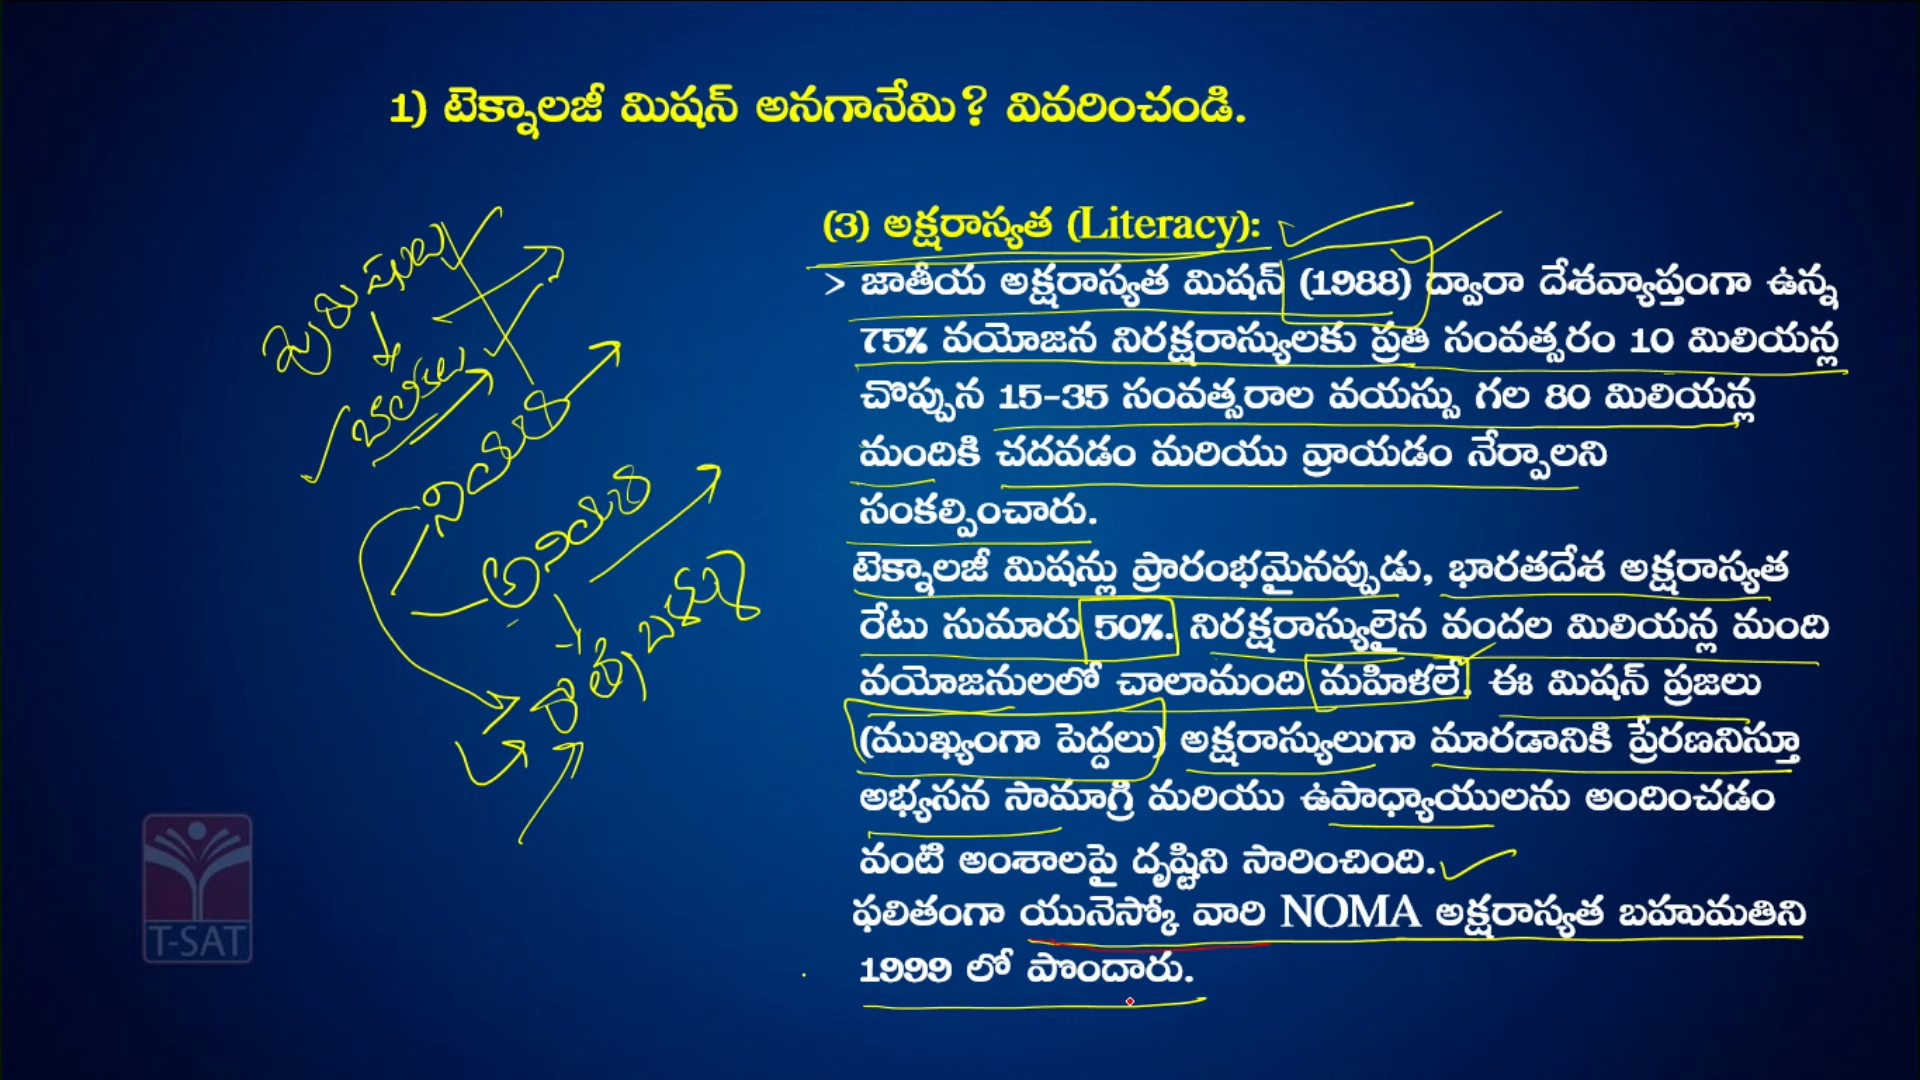 1) టెక్నాలజీ మిషన్ అనగానేమి? వివరించండి.
(3) అక్షరాస్యత (Literacy):
> జాతీయ అక్షరాస్యత మిషన్ (1988) ద్వారా దేశవ్యాప్తంగా ఉన్న
75% వయోజన నిరక్షరాస్యులకు ప్రతి సంవత్సరం 10 మిలియన్ల
చొప్పున 15-35 సంవత్సరాల వయస్సు గల 80 మిలియన్ల
మందికి చదవడం మరియు వ్రాయడం నేర్పాలని
సంకల్పించారు.
టెక్నాలజీ మిషన్లు ప్రారంభమైనప్పుడు, భారతదేశ అక్షరాస్యత
రేటు సుమారు 50%. నిరక్షరాస్యులైన వందల మిలియన్ల మంది
వయోజనులలో చాలామంది మహిళలే. ఈ మిషన్ ప్రజలు
(ముఖ్యంగా పెద్దలు) అక్షరాస్యులుగా మారడానికి ప్రేరణనిస్తూ
అభ్యసన సామాగ్రి మరియు ఉపాధ్యాయులను అందించడం
వంటి అంశాలపై దృష్టిని సారించింది.
ఫలితంగా యునెస్కో వారి NOMA అక్షరాస్యత బహుమతిని
1999 లో పొందారు.
T-SAT